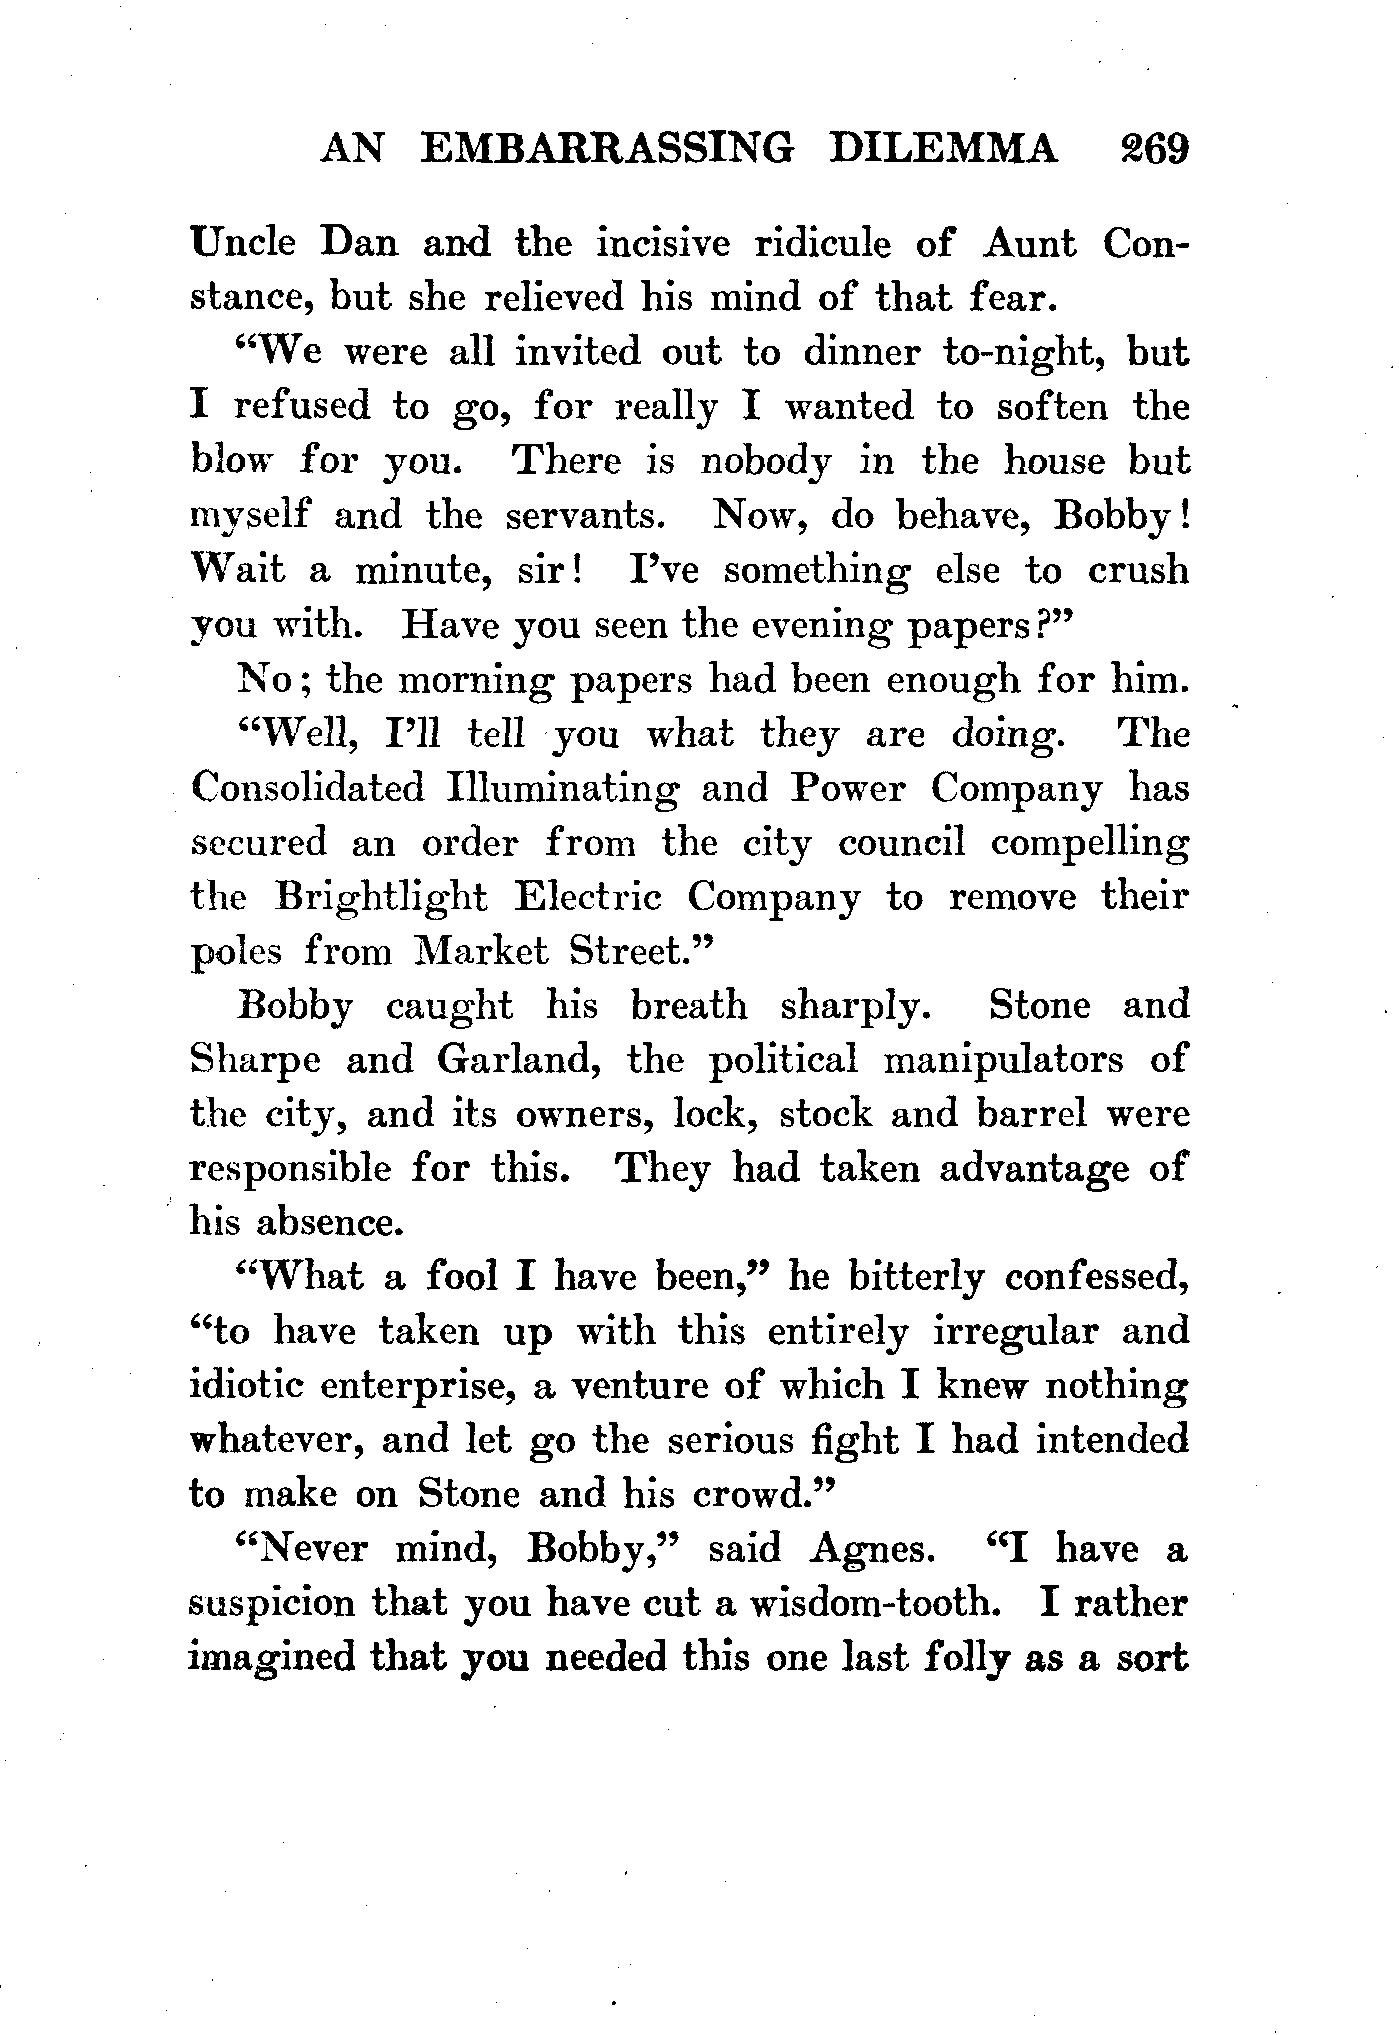 AN EMBARRASSING DILEMMA 269
Uncle Dan and the incisive ridicule of Aunt Con-
stance, but she relieved his mind of that fear.
“We were all invited out to dinner to-night, but
I refused to go, for really I wanted to soften the
blow for you. There is nobody in the house but
myself and the servants. Now, do behave, Bobby!
Wait a minute, sir! I’ve something else to crush
you with. Have you seen the evening papers?”
No; the morning papers had been enough for him.
“Well, I’ll tell you what they are doing. The
Consolidated Illuminating and Power Company has
secured an order from the city council compelling
the Brightlight Electric Company to remove their
poles from Market Street.”
Bobby caught his breath sharply. Stone and
Sharpe and Garland, the political manipulators of
the city, and its owners, lock, stock and barrel were
responsible for this. They had taken advantage of
his absence.
“What a fool I have been,” he bitterly confessed,
“to have taken up with this entirely irregular and
idiotic enterprise, a venture of which I knew nothing
whatever, and let go the serious fight I had intended
to make on Stone and his crowd.”
“Never mind, Bobby,” said Agnes. “I have a
suspicion that you have cut a wisdom-tooth. I rather
imagined that you needed this one last folly as a sort